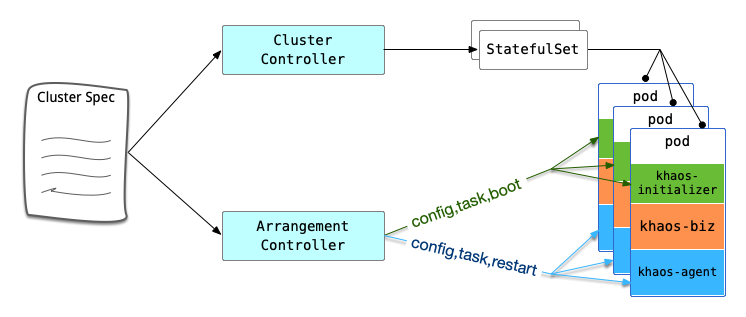 Cluster Spec
Cluster
Controller
StatefulSet
pod
pod
pod
khaos-
initializer
khaos-biz
khaos-agent
Arrangement
Controller
config,task,boot
config,task,restart